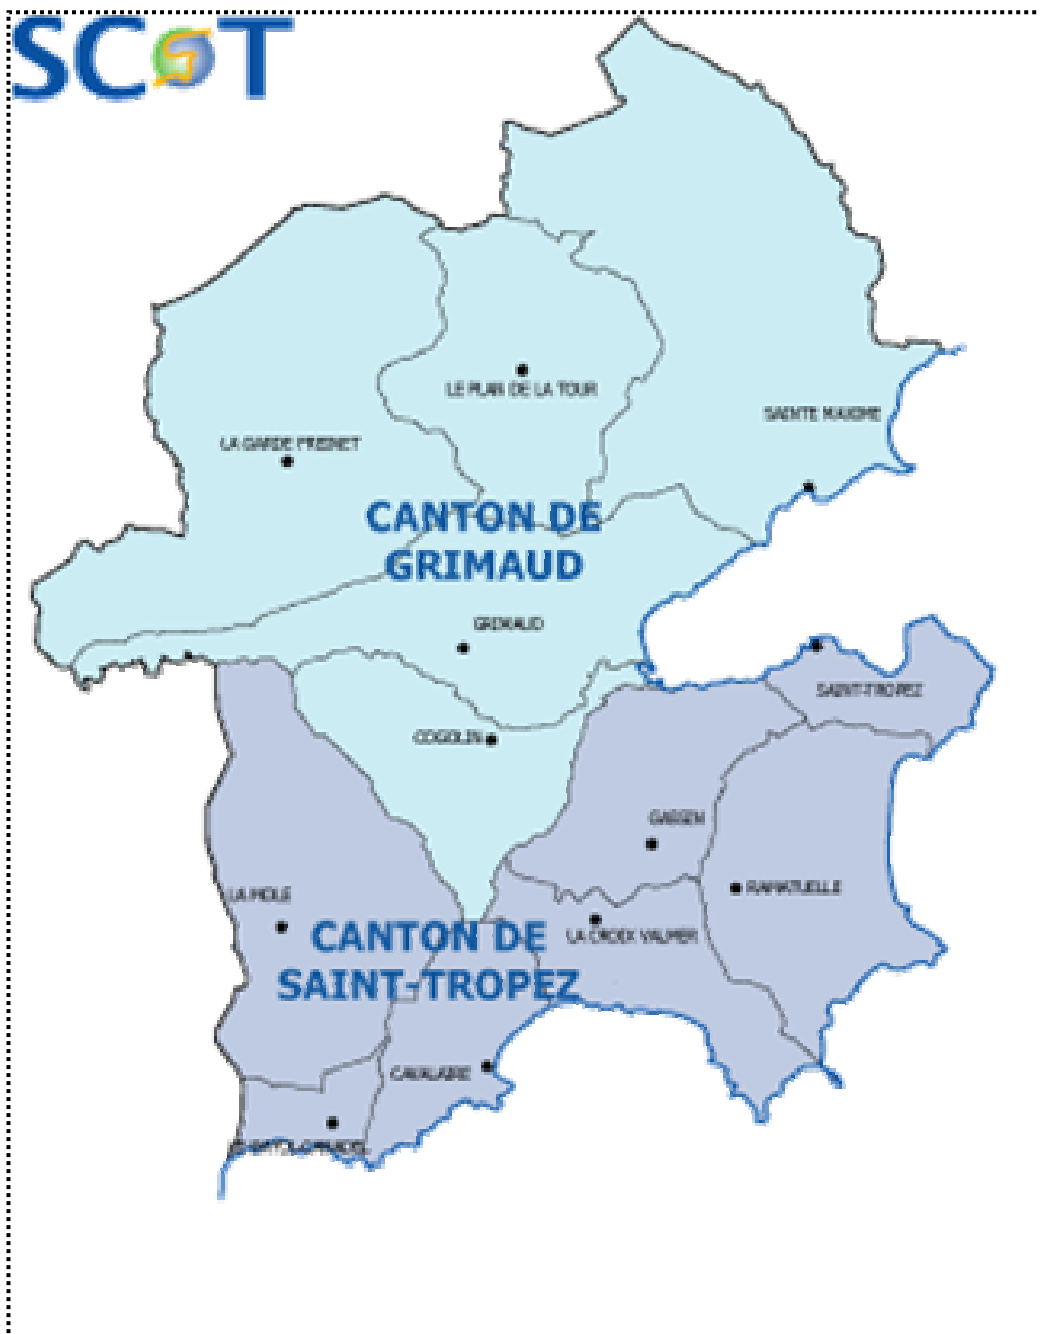 SCOT
LE PLAN DE LA TOUR
SAINTE MAXIME
LA GARDE FREINET
CANTON DE
GRIMAUD
GRIMAUD
SAINT-TROPEZ
COGOLIN
GASSIN
RAMATUELLE
LA MOLE
CANTON DE
SAINT-TROPEZ
LA CROIX VALMER
CAVALAIRE